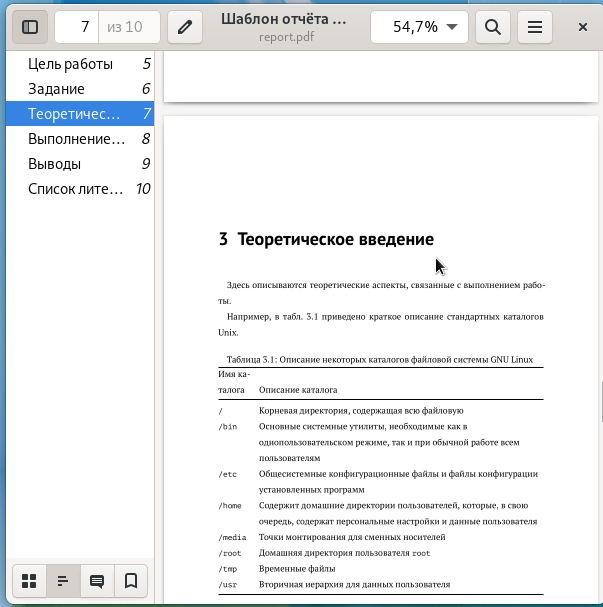 7 из 10
Шаблон отчёта ...
report.pdf
54,7%
Цель работы 5
Задание 6
Теоретичес... 7
Выполнение... 8
Выводы 9
Список лите... 10
3 Теоретическое введение
Здесь описываются теоретические аспекты, связанные с выполнением рабо-
ты.
Например, в табл. 3.1 приведено краткое описание стандартных каталогов
Unix.
Таблица 3.1: Описание некоторых каталогов файловой системы GNU Linux
Имя ка-
талога Описание каталога
/ Корневая директория, содержащая всю файловую
/bin Основные системные утилиты, необходимые как в
однопользовательском режиме, так и при обычной работе всем
пользователям
/etc Общесистемные конфигурационные файлы и файлы конфигурации
установленных программ
/home Содержит домашние директории пользователей, которые, в свою
очередь, содержат персональные настройки и данные пользователя
/media Точки монтирования для сменных носителей
/root Домашняя директория пользователя root
/tmp Временные файлы
/usr Вторичная иерархия для данных пользователя